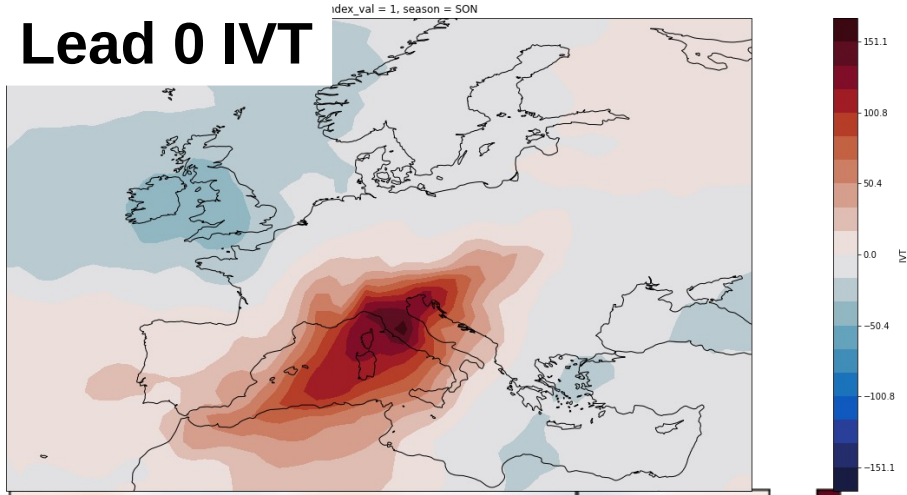 ndex_val = 1, season = SON
Lead 0 IVT
151.1
100.8
50.4
0.0
−50.4
−100.8
−151.1
IVT